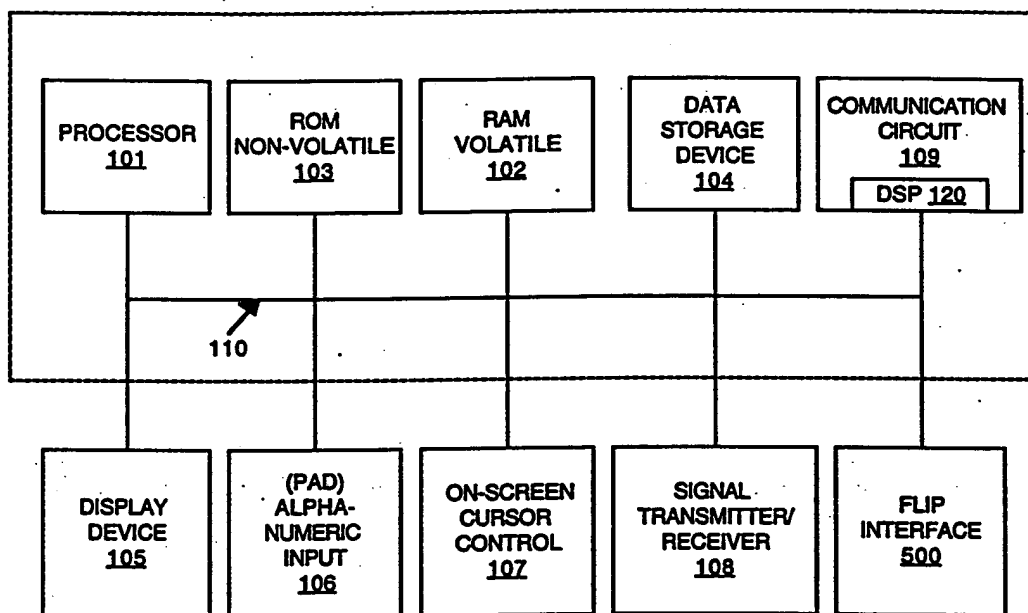 PROCESSOR
101
ROM
NON-VOLATILE
103
RAM
VOLATILE
102
DATA
STORAGE
DEVICE
104
COMMUNICATION
CIRCUIT
109
DSP 120
110
DISPLAY
DEVICE
105
(PAD)
ALPHA-
NUMERIC
INPUT
106
ON-SCREEN
CURSOR
CONTROL
107
SIGNAL
TRANSMITTER/
RECEIVER
108
FLIP
INTERFACE
500